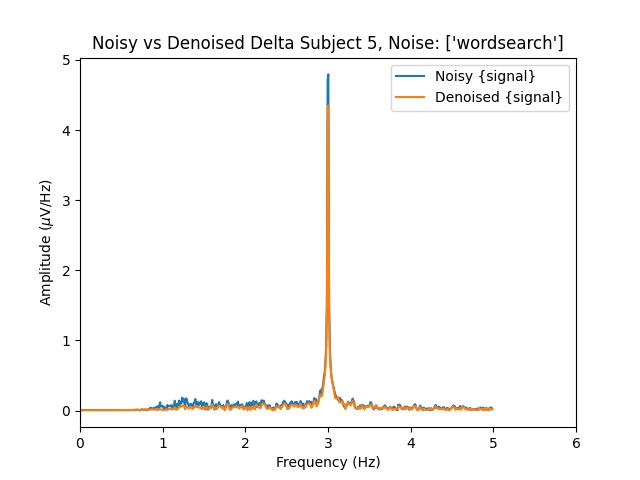 Noisy vs Denoised Delta Subject 5, Noise: ['wordsearch']
Noisy {signal}
Denoised {signal}
Amplitude (μV/Hz)
5
4
3
2
1
0
0 1 2 3 4 5 6
Frequency (Hz)